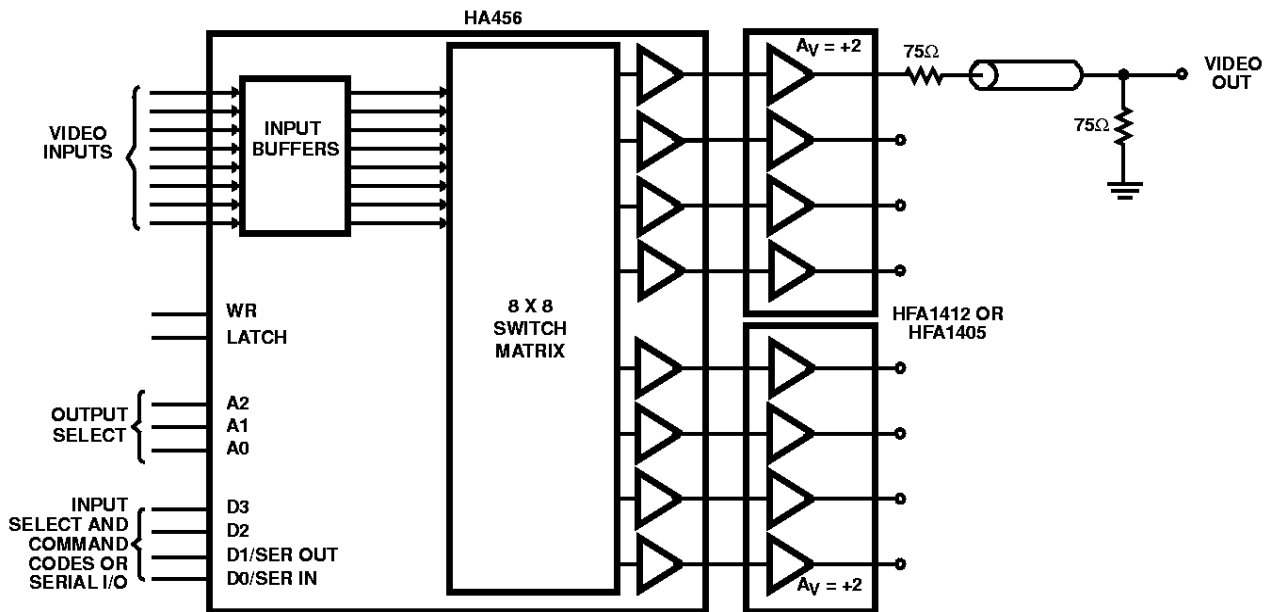 HA456
A_V = +2
75Ω
VIDEO
OUT
VIDEO
INPUTS
INPUT
BUFFERS
75Ω
8 X 8
SWITCH
MATRIX
HFA1412 OR
HFA1405
WR
LATCH
OUTPUT
SELECT
A2
A1
A0
INPUT
SELECT AND
COMMAND
CODES OR
SERIAL I/O
D3
D2
D1/SER OUT
D0/SER IN
A_V = +2